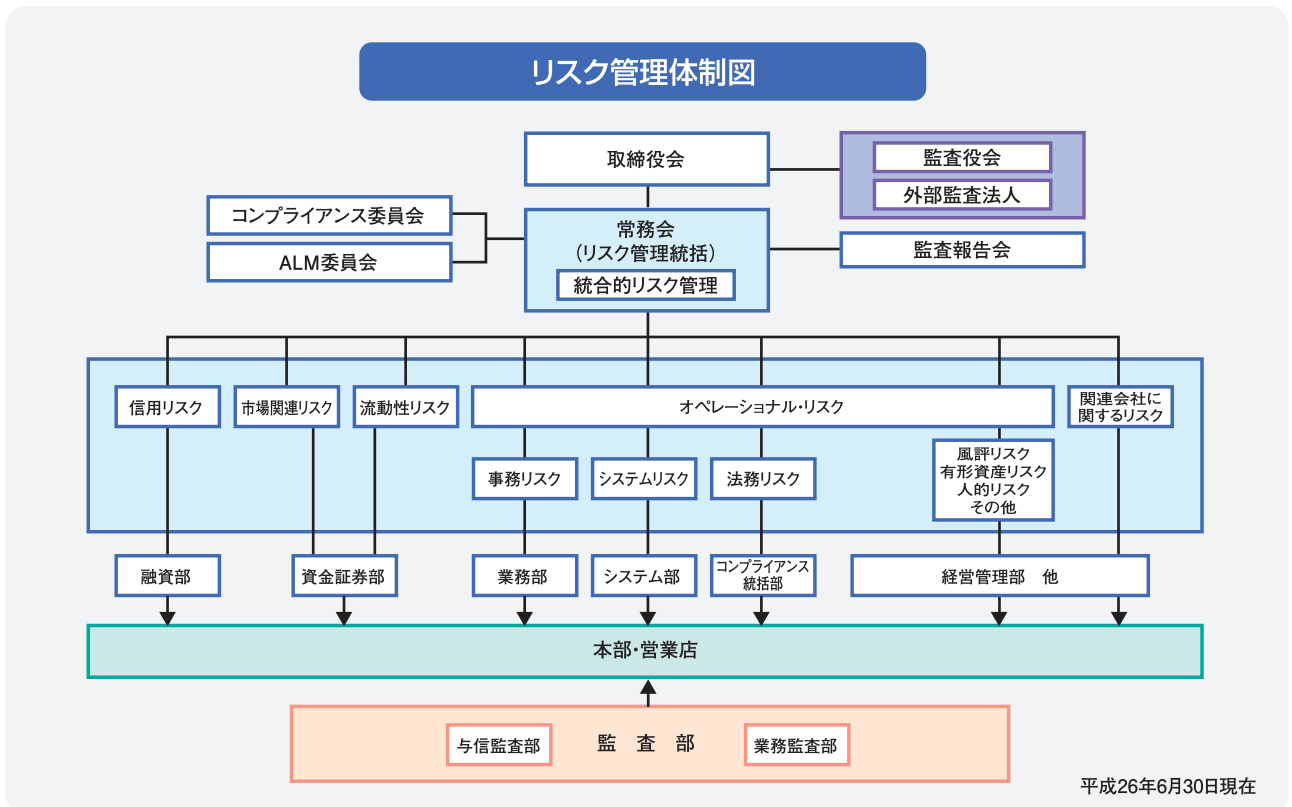 リスク管理体制図
取締役会
監査役会
外部監査法人
コンプライアンス委員会
ALM委員会
常務会
(リスク管理統括)
統合的リスク管理
監査報告会
信用リスク
市場関連リスク
流動性リスク
オペレーショナル・リスク
関連会社に
関するリスク
事務リスク
システムリスク
法務リスク
風評リスク
有形資産リスク
人的リスク
その他
融資部
資金証券部
業務部
システム部
コンプライアンス
統括部
経営管理部　他
本部・営業店
与信監査部
監　査　部
業務監査部
平成26年6月30日現在